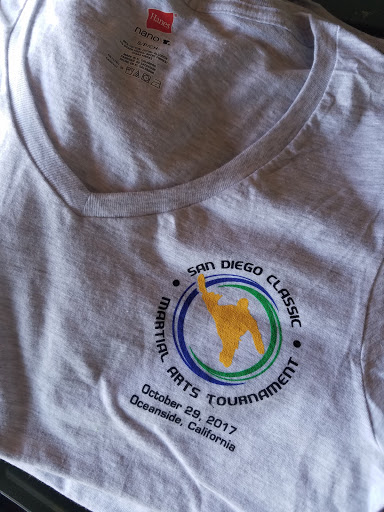 Hanes
nano
SAN DIEGO CLASSIC
MARTIAL ARTS TOURNAMENT
October 29, 2017
Oceanside, California